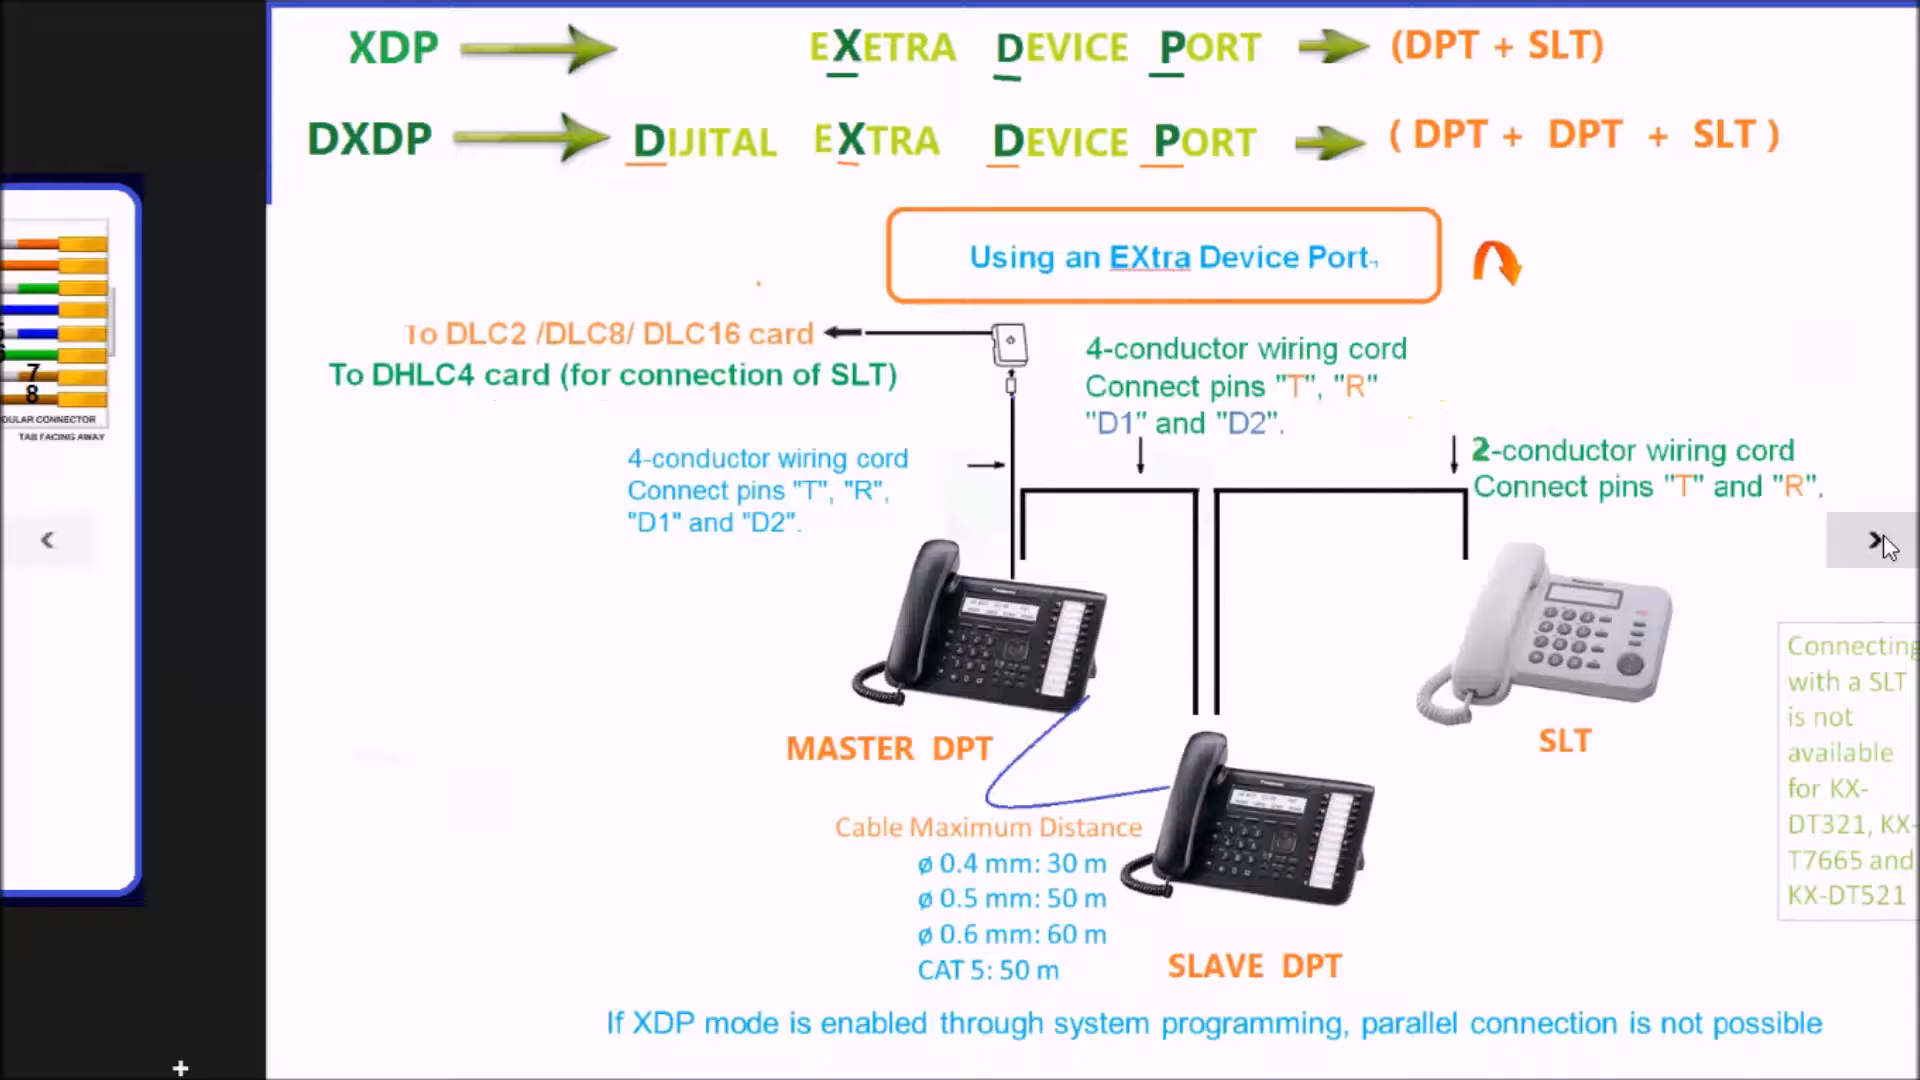 XDP EXETRA DEVICE PORT (DPT + SLT)
DXDP DIJITAL EXTRA DEVICE PORT ( DPT + DPT + SLT )
Using an EXtra Device Port
To DLC2 /DLC8/ DLC16 card
To DHLC4 card (for connection of SLT)
4-conductor wiring cord
Connect pins "T", "R"
"D1" and "D2".
4-conductor wiring cord
Connect pins "T", "R",
"D1" and "D2".
2-conductor wiring cord
Connect pins "T" and "R".
7
8
DULAR CONNECTOR
TAB FACING AWAY
MASTER DPT
SLT
Cable Maximum Distance
ø 0.4 mm: 30 m
ø 0.5 mm: 50 m
ø 0.6 mm: 60 m
CAT 5: 50 m
SLAVE DPT
Connecting
with a SLT
is not
available
for KX-
DT321, KX-
T7665 and
KX-DT521
If XDP mode is enabled through system programming, parallel connection is not possible